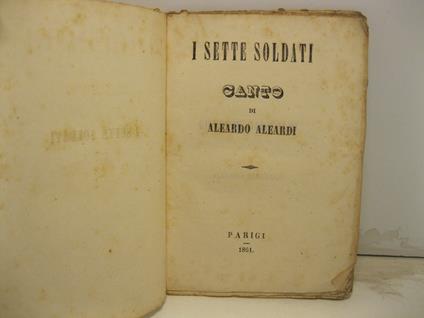 I SETTE SOLDATI
CANTO
DI
ALEARDO ALEARDI
PARIGI
1861.